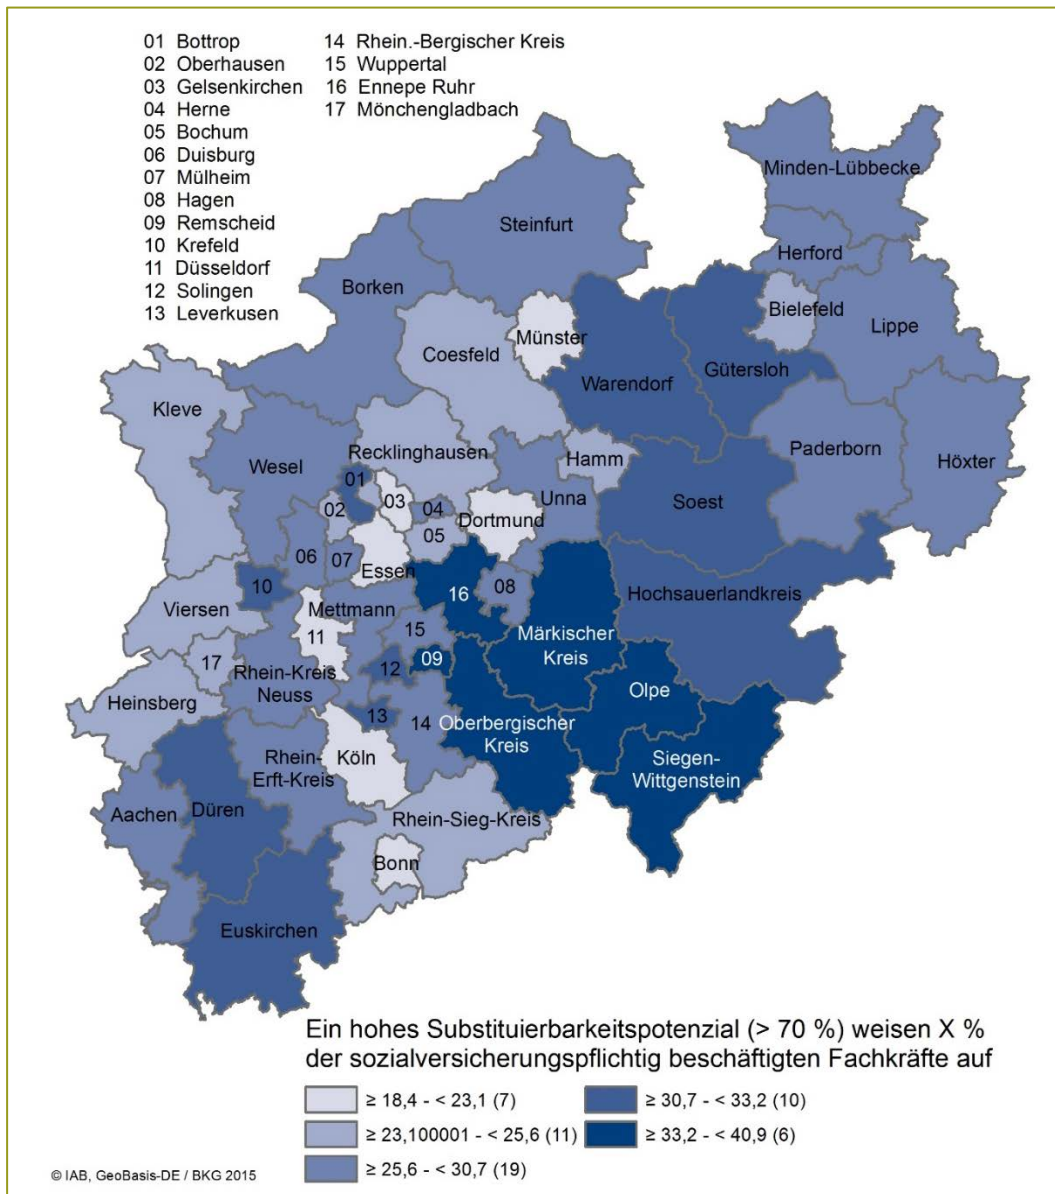 01 Bottrop
02 Oberhausen
03 Gelsenkirchen
04 Herne
05 Bochum
06 Duisburg
07 Mülheim
08 Hagen
09 Remscheid
10 Krefeld
11 Düsseldorf
12 Solingen
13 Leverkusen
14 Rhein.-Bergischer Kreis
15 Wuppertal
16 Ennepe Ruhr
17 Mönchengladbach
Minden-Lübbecke
Steinfurt
Herford
Borken
Bielefeld
Lippe
Münster
Coesfeld
Gütersloh
Warendorf
Kleve
Recklinghausen
Paderborn
Hamm
Wesel
Höxter
01
03
Unna
Soest
02
04
Dortmund
05
06
07
Essen
10
16
08
Hochsauerlandkreis
Viersen
Mettmann
11
15
Märkischer
Kreis
17
09
12
Rhein-Kreis
Neuss
Olpe
Heinsberg
13
14
Oberbergischer
Kreis
Köln
Rhein-
Erft-Kreis
Siegen-
Wittgenstein
Aachen
Düren
Rhein-Sieg-Kreis
Bonn
Euskirchen
Ein hohes Substituierbarkeitspotenzial (> 70 %) weisen X %
der sozialversicherungspflichtig beschäftigten Fachkräfte auf
≥ 18,4 - < 23,1 (7)
≥ 23,100001 - < 25,6 (11)
≥ 25,6 - < 30,7 (19)
≥ 30,7 - < 33,2 (10)
≥ 33,2 - < 40,9 (6)
© IAB, GeoBasis-DE / BKG 2015